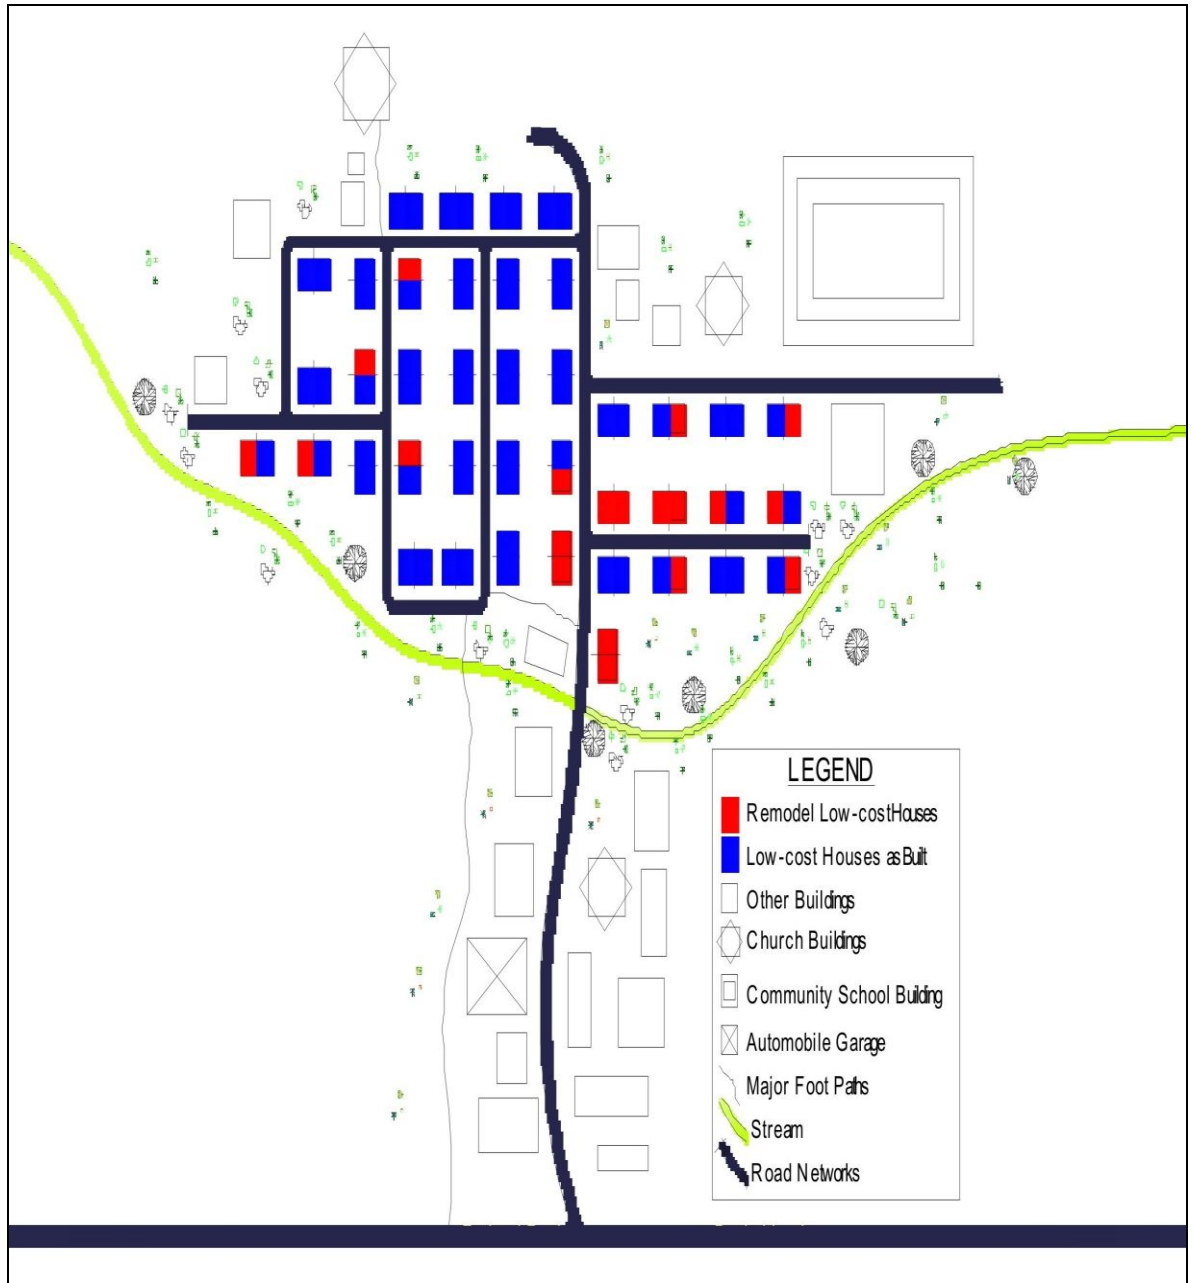 LEGEND
Remodel Low-costHouses
Low-cost Houses as Built
Other Buildings
Church Buildings
Community School Building
Automobile Garage
Major Foot Paths
Stream
Road Networks